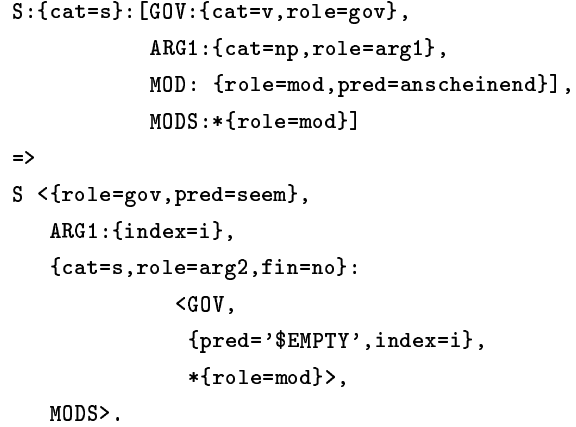 S:{cat=s}:[GOV:{cat=v,role=gov},
ARG1:{cat=np,role=arg1},
MOD: {role=mod,pred=anscheinend}],
MODS:*{role=mod}]
=>
S <{role=gov,pred=seem},
ARG1:{index=i},
{cat=s,role=arg2,fin=no}:
<GOV,
{pred='$EMPTY',index=i},
*{role=mod}>,
MODS>.